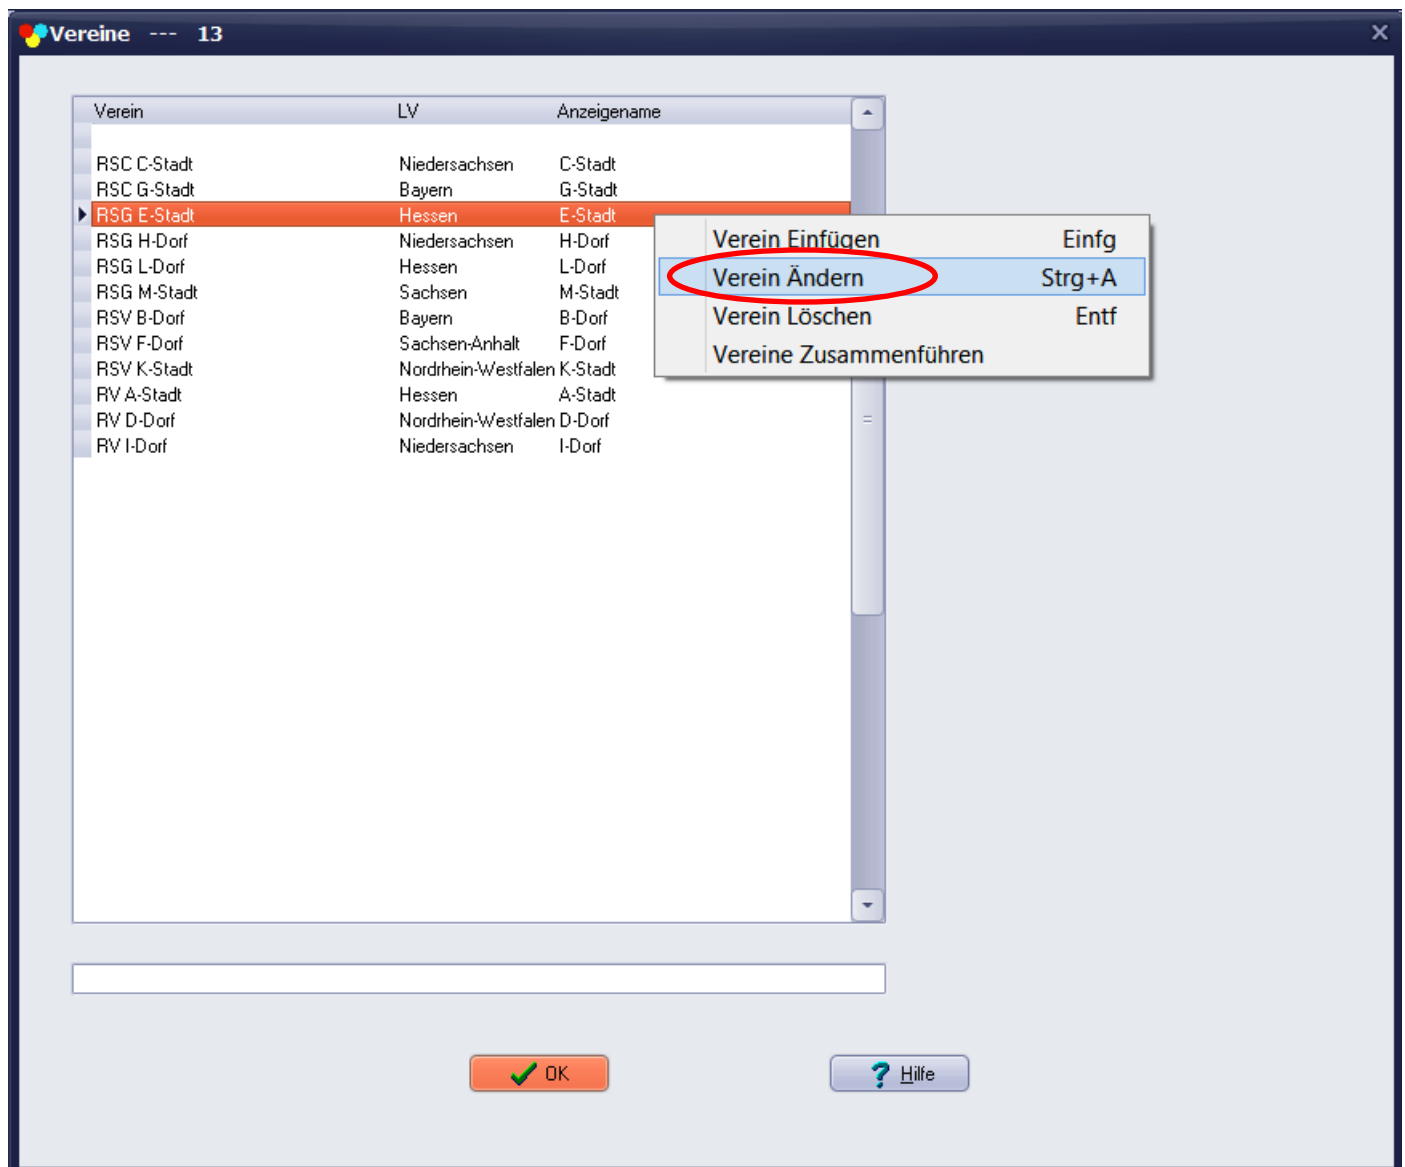 Vereine --- 13
Verein LV Anzeigename
RSC C-Stadt Niedersachsen C-Stadt
RSC G-Stadt Bayern G-Stadt
RSG E-Stadt Hessen E-Stadt
RSG H-Dorf Niedersachsen H-Dorf
RSG L-Dorf Hessen L-Dorf
RSG M-Stadt Sachsen M-Stadt
RSV B-Dorf Bayern B-Dorf
RSV F-Dorf Sachsen-Anhalt F-Dorf
RSV K-Stadt Nordrhein-Westfalen K-Stadt
RV A-Stadt Hessen A-Stadt
RV D-Dorf Nordrhein-Westfalen D-Dorf
RV I-Dorf Niedersachsen I-Dorf
Verein Einfügen Einfg
Verein Ändern Strg+A
Verein Löschen Entf
Vereine Zusammenführen
OK
Hilfe